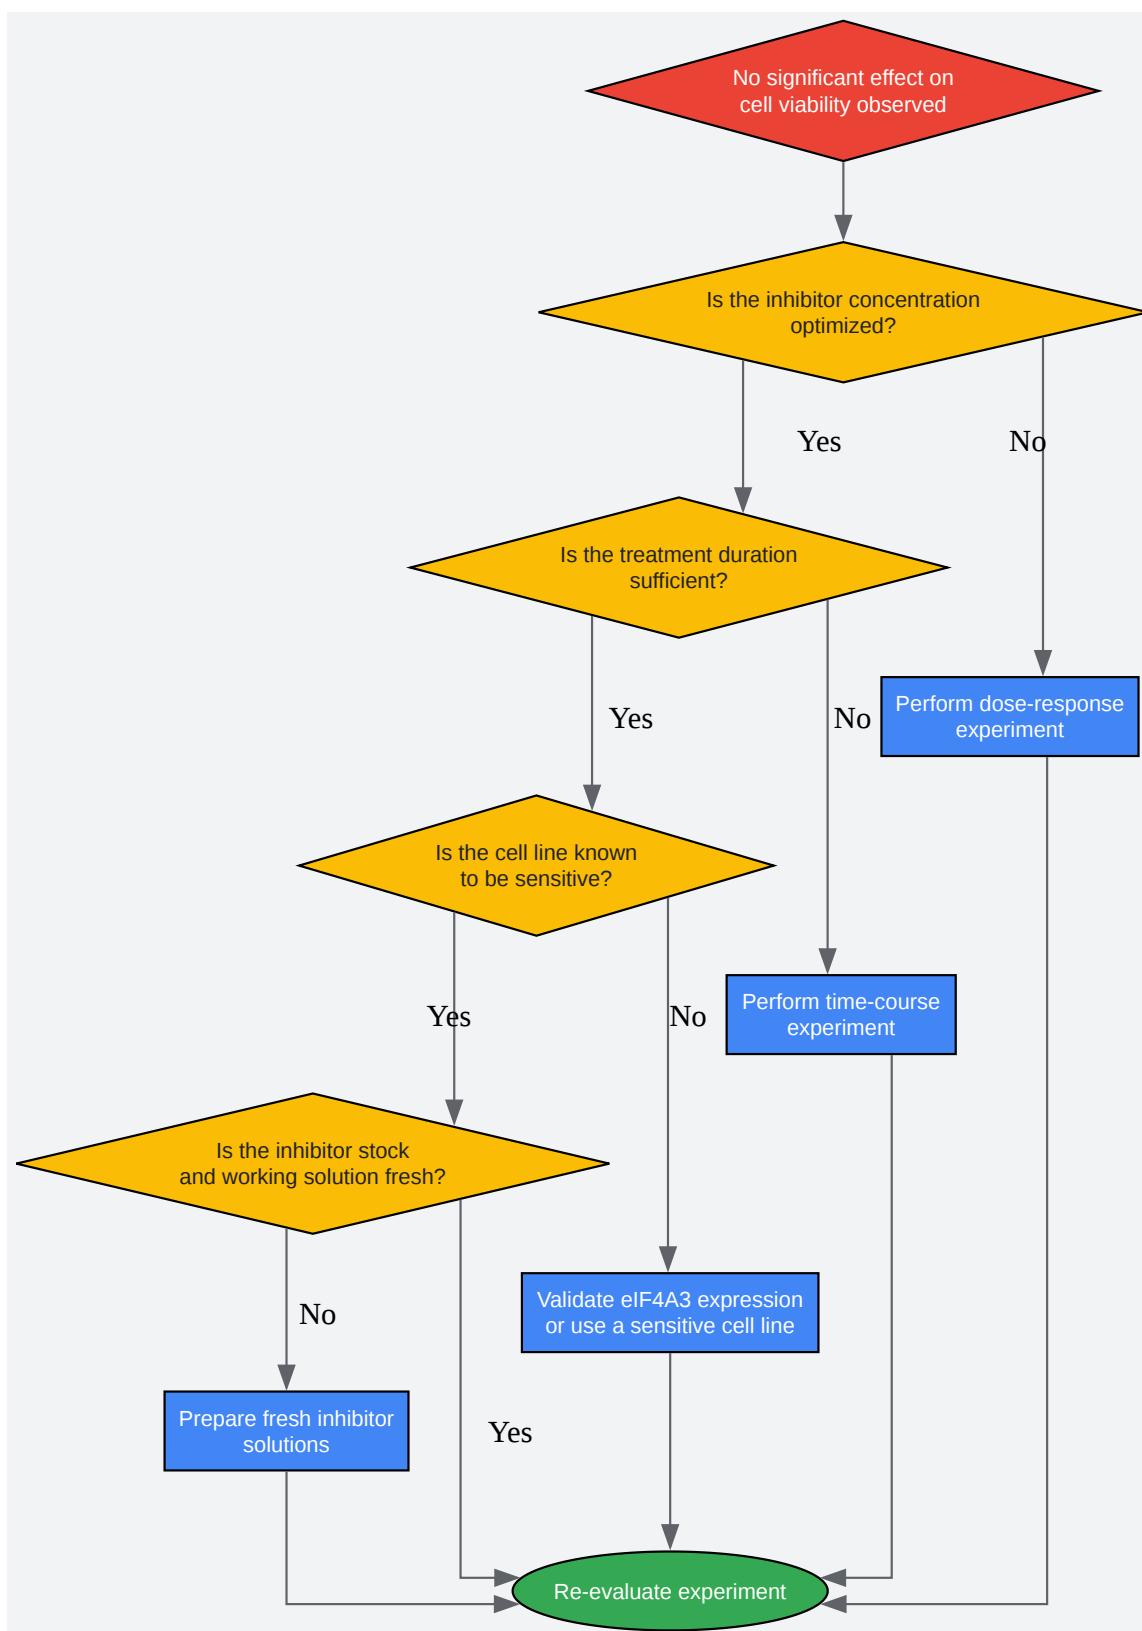 No significant effect on
cell viability observed
Is the inhibitor concentration
optimized?
Yes
No
Is the treatment duration
sufficient?
Yes
No
Perform dose-response
experiment
Is the cell line known
to be sensitive?
Yes
No
Perform time-course
experiment
Is the inhibitor stock
and working solution fresh?
No
Validate eIF4A3 expression
or use a sensitive cell line
Prepare fresh inhibitor
solutions
Yes
Re-evaluate experiment